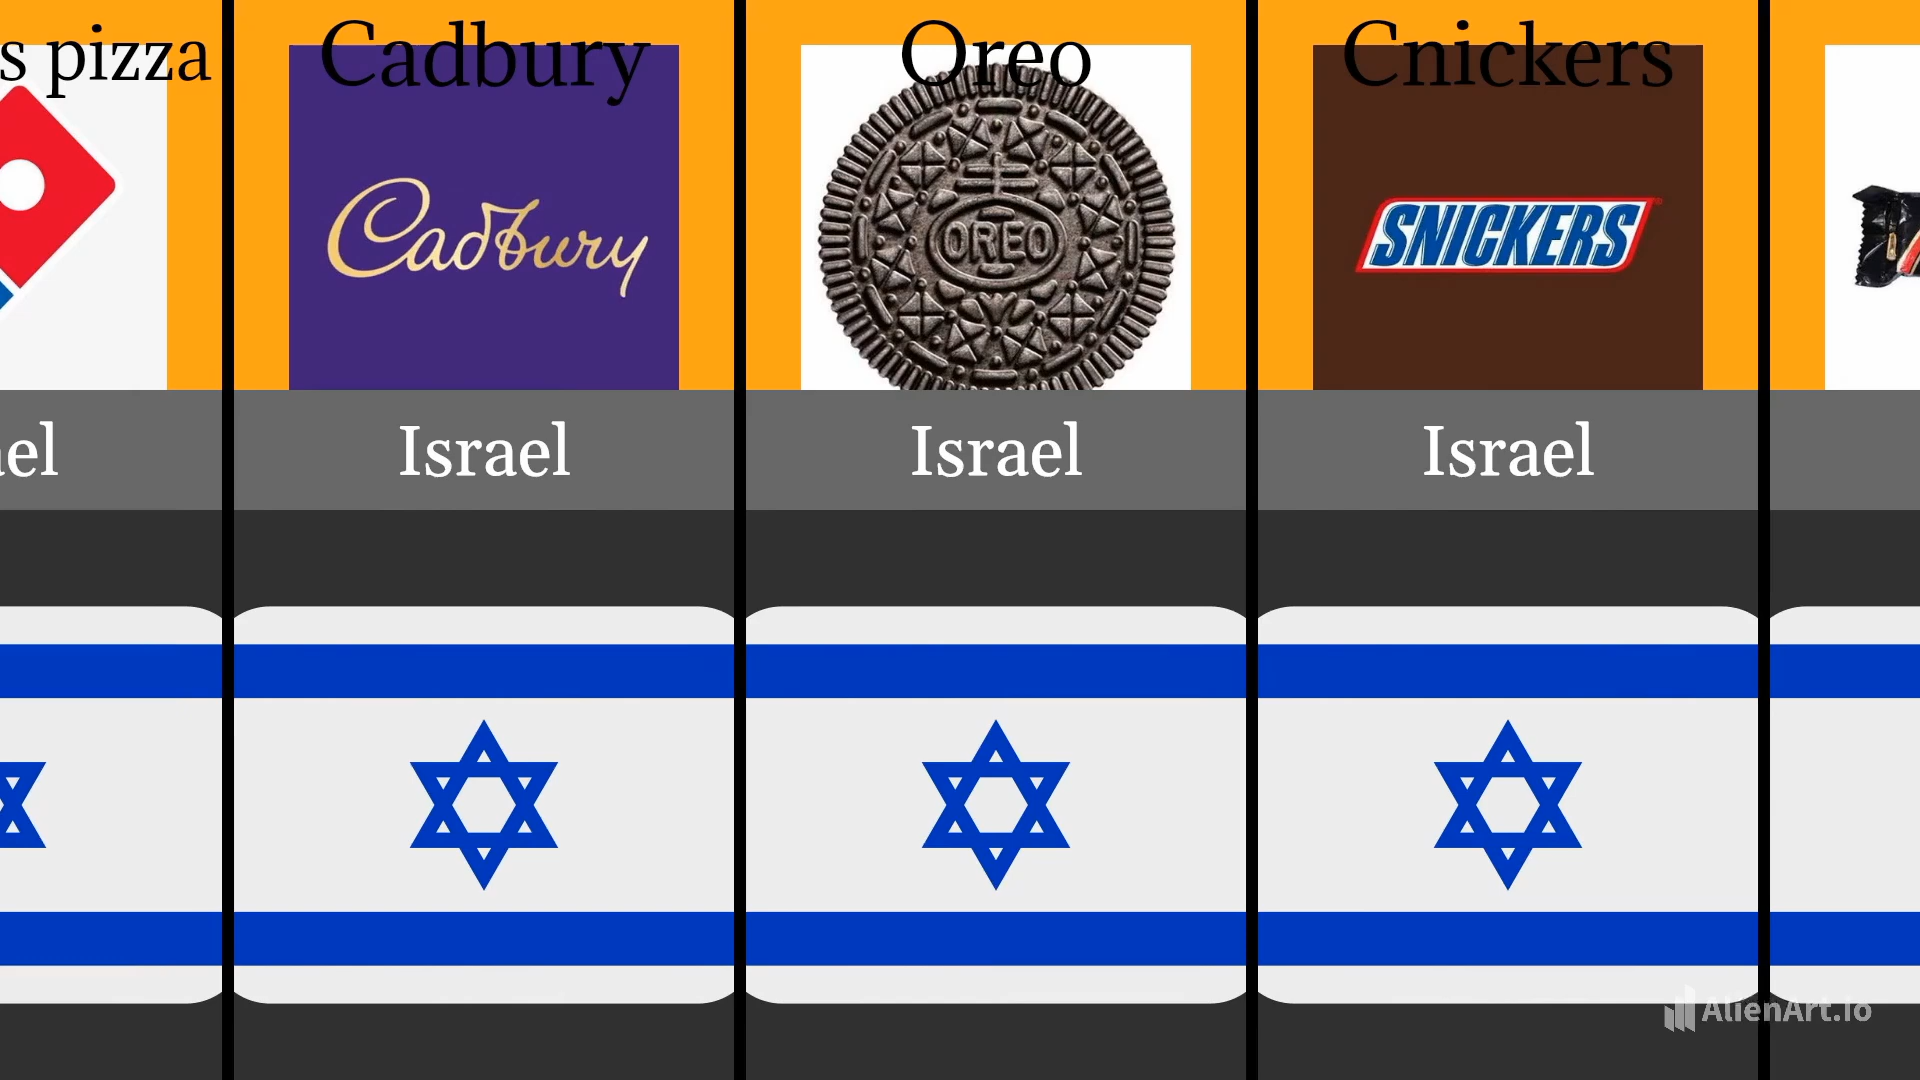 s pizza
Cadbury
Oreo
Cnickers
Cadbury
OREO
SNICKERS
el
Israel
Israel
Israel
AlienArt.Io